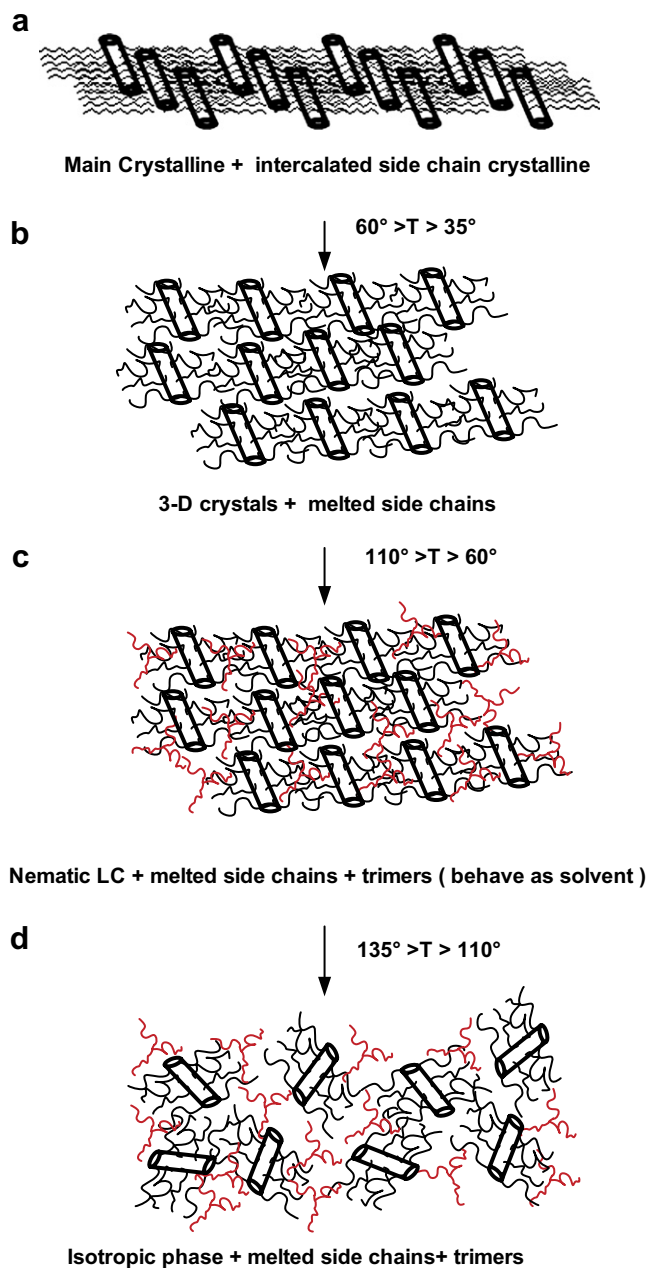 a
Main Crystalline + intercalated side chain crystalline
b
60° >T > 35°
3-D crystals + melted side chains
c
110° >T > 60°
Nematic LC + melted side chains + trimers ( behave as solvent )
d
135° >T > 110°
Isotropic phase + melted side chains+ trimers